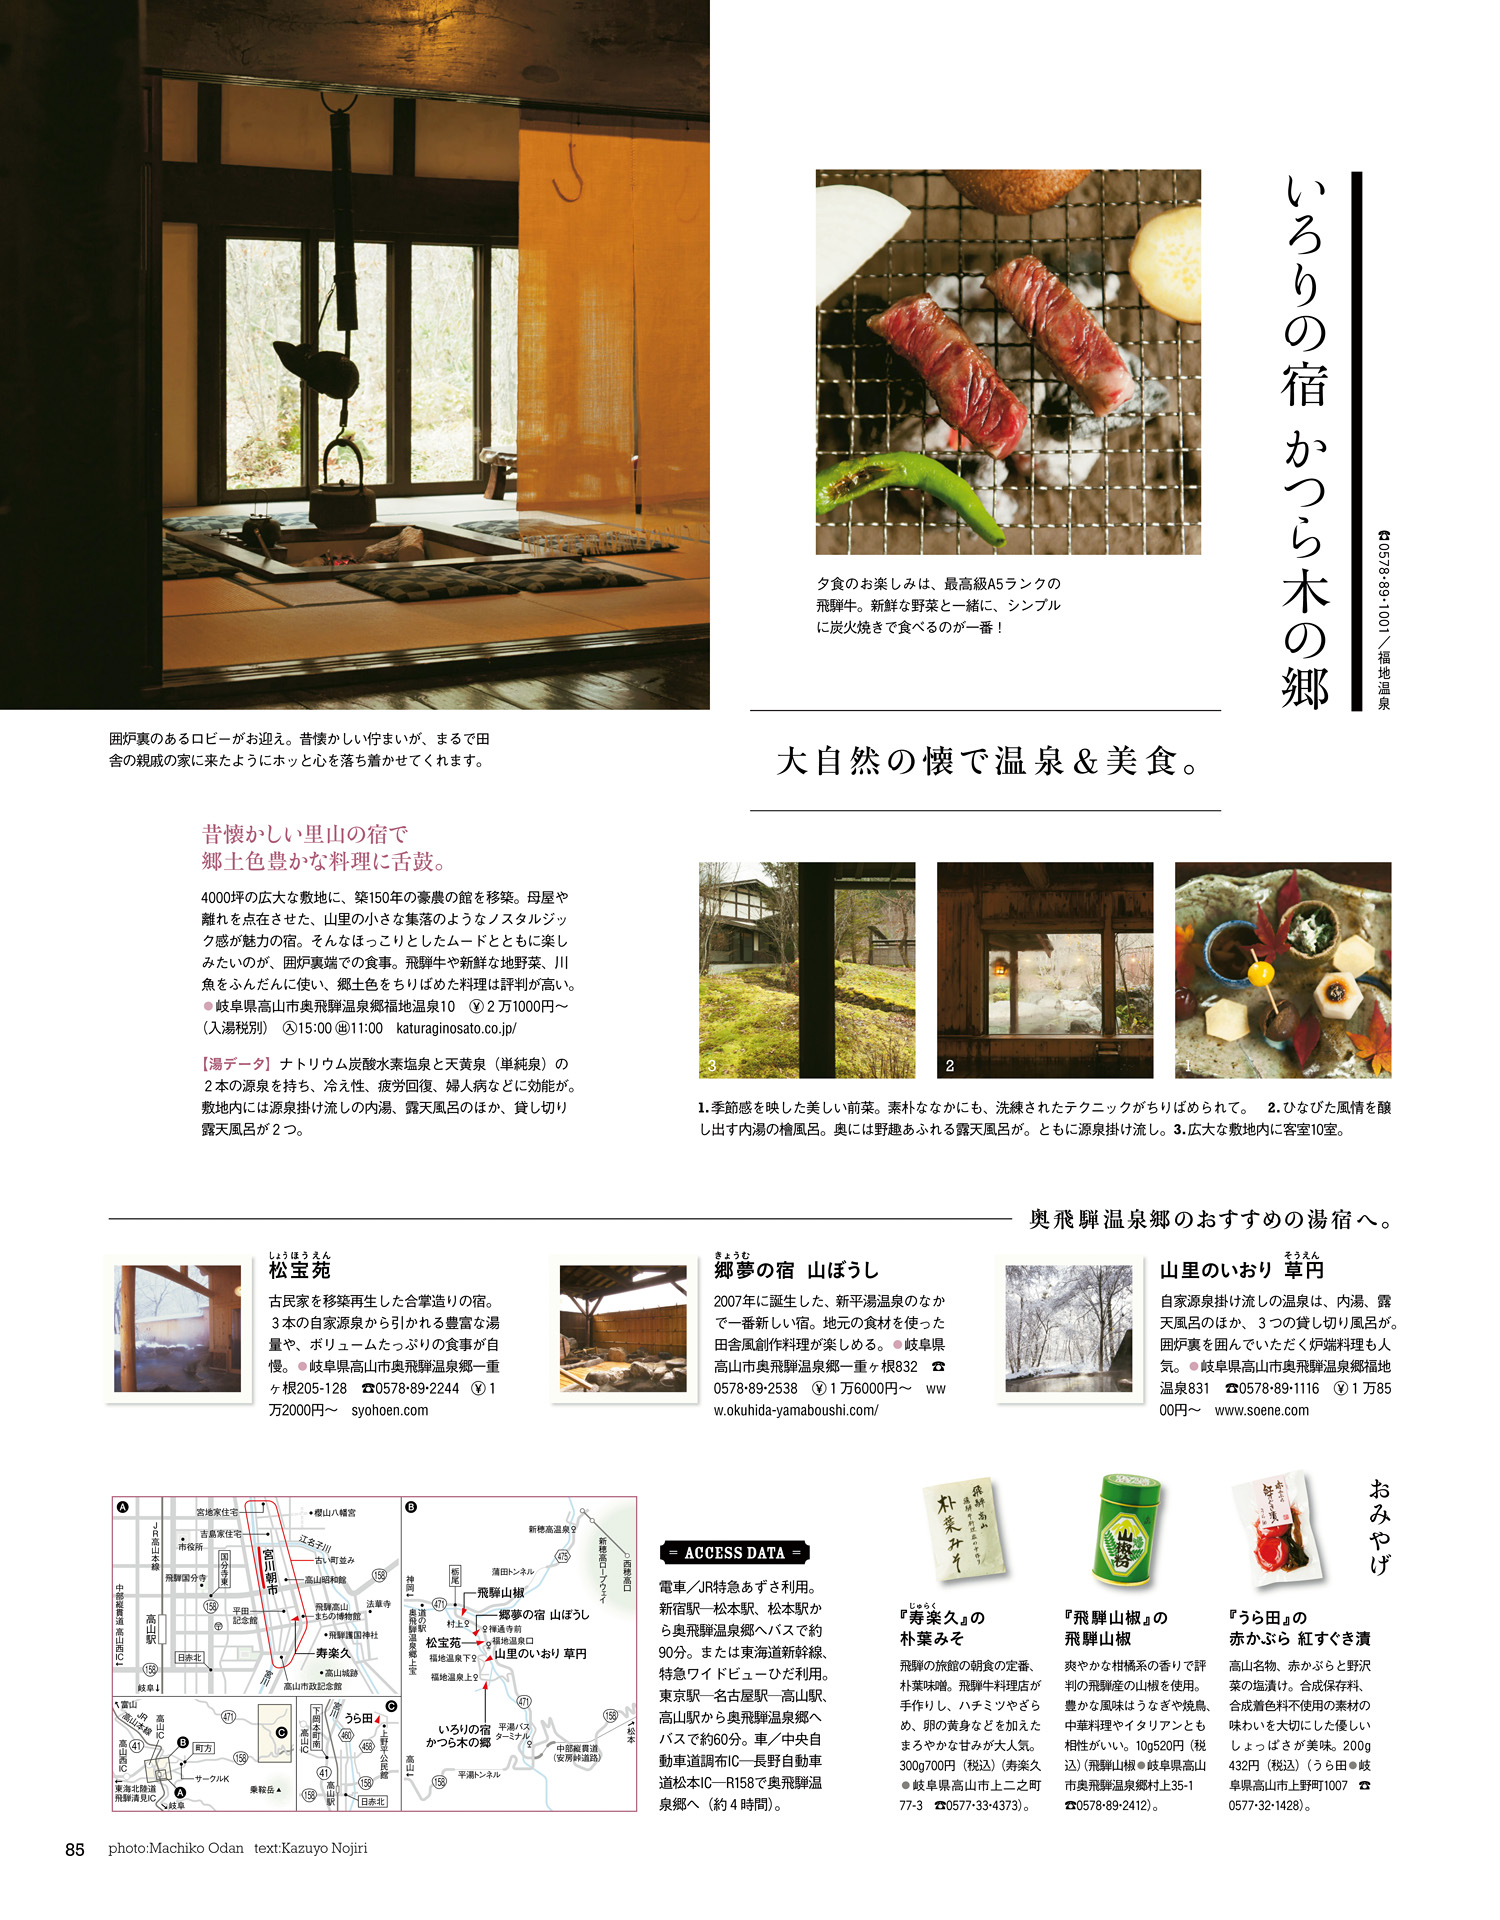 いろりの宿 かつら木の郷
☎0578・89・1001／福地温泉
夕食のお楽しみは、最高級A5ランクの
飛騨牛。新鮮な野菜と一緒に、シンプル
に炭火焼きで食べるのが一番！
囲炉裏のあるロビーがお迎え。昔懐かしい佇まいが、まるで田
舎の親戚の家に来たようにホッと心を落ち着かせてくれます。
大自然の懐で温泉＆美食。
昔懐かしい里山の宿で
郷土色豊かな料理に舌鼓。
4000坪の広大な敷地に、築150年の豪農の館を移築。母屋や
離れを点在させた、山里の小さな集落のようなノスタルジッ
ク感が魅力の宿。そんなほっこりとしたムードとともに楽し
みたいのが、囲炉裏端での食事。飛騨牛や新鮮な地野菜、川
魚をふんだんに使い、郷土色をちりばめた料理は評判が高い。
●岐阜県高山市奥飛騨温泉郷福地温泉10　Ⓨ２万1000円〜
（入湯税別）　㊅15:00 ㊓11:00　katuraginosato.co.jp/
【湯データ】ナトリウム炭酸水素塩泉と天黄泉（単純泉）の
２本の源泉を持ち、冷え性、疲労回復、婦人病などに効能が。
敷地内には源泉掛け流しの内湯、露天風呂のほか、貸し切り
露天風呂が２つ。
3
2
1
1.季節感を映した美しい前菜。素朴ななかにも、洗練されたテクニックがちりばめられて。　2.ひなびた風情を醸
し出す内湯の檜風呂。奥には野趣あふれる露天風呂が。ともに源泉掛け流し。3.広大な敷地内に客室10室。
奥飛騨温泉郷のおすすめの湯宿へ。
しょうほうえん
松宝苑
古民家を移築再生した合掌造りの宿。
３本の自家源泉から引かれる豊富な湯
量や、ボリュームたっぷりの食事が自
慢。●岐阜県高山市奥飛騨温泉郷一重
ヶ根205-128　☎0578・89・2244　Ⓨ１
万2000円〜　syohoen.com
きょうむ
郷夢の宿 山ぼうし
2007年に誕生した、新平湯温泉のなか
で一番新しい宿。地元の食材を使った
田舎風創作料理が楽しめる。●岐阜県
高山市奥飛騨温泉郷一重ヶ根832　☎
0578・89・2538　Ⓨ１万6000円〜　ww
w.okuhida-yamaboushi.com/
そうえん
山里のいおり 草円
自家源泉掛け流しの温泉は、内湯、露
天風呂のほか、３つの貸し切り風呂が。
囲炉裏を囲んでいただく炉端料理も人
気。●岐阜県高山市奥飛騨温泉郷福地
温泉831　☎0578・89・1116　Ⓨ１万85
00円〜　www.soene.com
A
JR高山本線
宮地家住宅
櫻山八幡宮
吉島家住宅
江名子川
市役所
国分寺東
宮川朝市
古い町並み
飛騨国分寺
高山昭和館
158
中部縦貫道 高山西IC←
高山駅
158
平田
記念館
飛騨高山
まちの博物館
法華寺
飛騨護国神社
寿楽久
日赤北
高山城跡
158
岐阜↓
宮川
高山市政記念館
↖富山
JR
高山本線
高山IC
471
高山西IC
41
B
町方
158
C
サークルK
東海北陸道
飛騨清見IC
A
乗鞍岳▲
↘岐阜
下岡本町南
高山IC
宮川
うら田
C
460
458
上野平公民館
41
158
高山駅
158
日赤北
B
新穂高温泉
新穂高ロープウェイ
西穂高口
475
神岡←
栃尾
蒲田トンネル
飛騨山椒
471
道の駅
奥飛騨温泉郷上宝
村上
郷夢の宿 山ぼうし
禅通寺前
松宝苑
福地温泉口
福地温泉下
山里のいおり 草円
福地温泉上
471
いろりの宿
かつら木の郷
平湯バス
ターミナル
158
↗松本
中部縦貫道
（安房峠道路）
高山←
158
平湯トンネル
ACCESS DATA
電車／JR特急あずさ利用。
新宿駅—松本駅、松本駅か
ら奥飛騨温泉郷へバスで約
90分。または東海道新幹線、
特急ワイドビューひだ利用。
東京駅—名古屋駅—高山駅、
高山駅から奥飛騨温泉郷へ
バスで約60分。車／中央自
動車道調布IC—長野自動車
道松本IC—R158で奥飛騨温
泉郷へ（約４時間）。
おみやげ
飛騨 高山
朴葉みそ
山椒粉
じゅらく
『寿楽久』の
朴葉みそ
飛騨の旅館の朝食の定番、
朴葉味噌。飛騨牛料理店が
手作りし、ハチミツやざら
め、卵の黄身などを加えた
まろやかな甘みが大人気。
300g700円（税込）（寿楽久
●岐阜県高山市上二之町
77-3　☎0577・33・4373）。
『飛騨山椒』の
飛騨山椒
爽やかな柑橘系の香りで評
判の飛騨産の山椒を使用。
豊かな風味はうなぎや焼鳥、
中華料理やイタリアンとも
相性がいい。10g520円（税
込）（飛騨山椒●岐阜県高山
市奥飛騨温泉郷村上35-1
☎0578・89・2412）。
『うら田』の
赤かぶら 紅すぐき漬
高山名物、赤かぶらと野沢
菜の塩漬け。合成保存料、
合成着色料不使用の素材の
味わいを大切にした優しい
しょっぱさが美味。200g
432円（税込）（うら田●岐
阜県高山市上野町1007　☎
0577・32・1428）。
85
photo:Machiko Odan　text:Kazuyo Nojiri